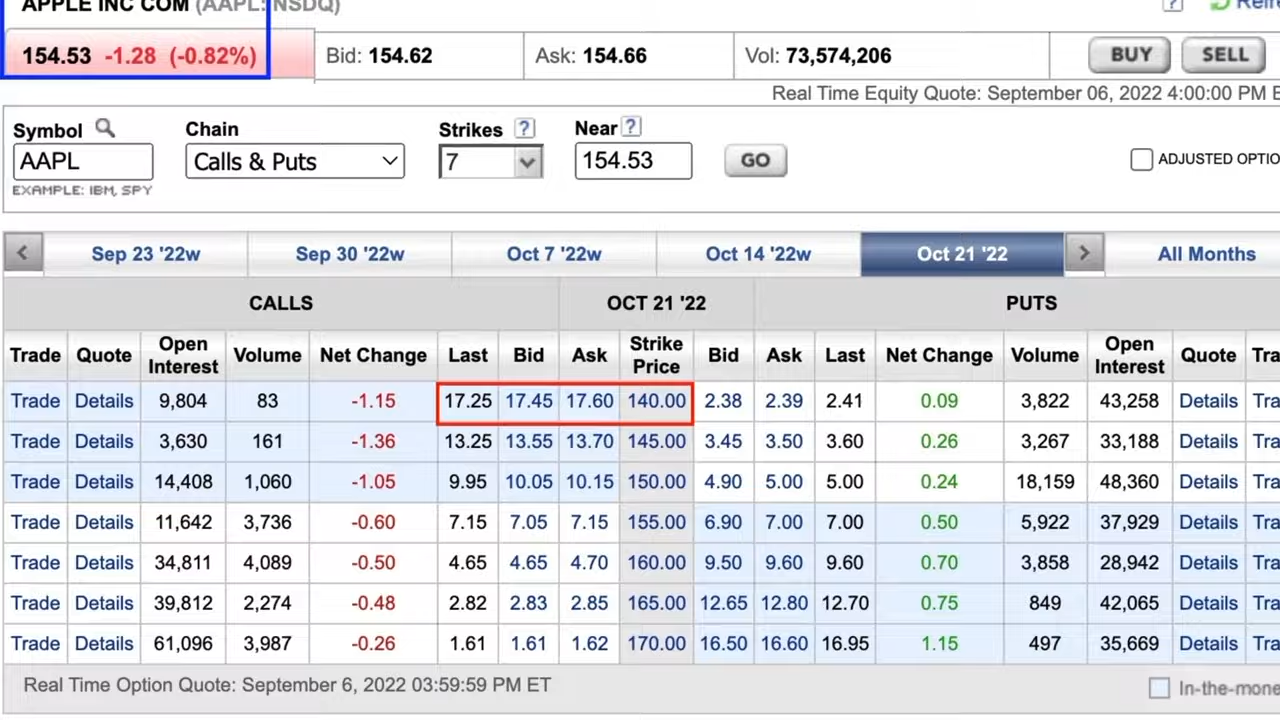 APPLE INC COM (AAPL: NSDQ)
154.53 -1.28 (-0.82%) Bid: 154.62 Ask: 154.66 Vol: 73,574,206 BUY SELL
Real Time Equity Quote: September 06, 2022 4:00:00 PM E
Symbol Chain Strikes ? Near ?
AAPL Calls & Puts 7 154.53 GO ADJUSTED OPTIO
EXAMPLE: IBM, SPY
< Sep 23 '22w Sep 30 '22w Oct 7 '22w Oct 14 '22w Oct 21 '22 > All Months
CALLS OCT 21 '22 PUTS
Trade Quote Open Interest Volume Net Change Last Bid Ask Strike Price Bid Ask Last Net Change Volume Open Interest Quote Tra
Trade Details 9,804 83 -1.15 17.25 17.45 17.60 140.00 2.38 2.39 2.41 0.09 3,822 43,258 Details Tra
Trade Details 3,630 161 -1.36 13.25 13.55 13.70 145.00 3.45 3.50 3.60 0.26 3,267 33,188 Details Tra
Trade Details 14,408 1,060 -1.05 9.95 10.05 10.15 150.00 4.90 5.00 5.00 0.24 18,159 48,360 Details Tra
Trade Details 11,642 3,736 -0.60 7.15 7.05 7.15 155.00 6.90 7.00 7.00 0.50 5,922 37,929 Details Tra
Trade Details 34,811 4,089 -0.50 4.65 4.65 4.70 160.00 9.50 9.60 9.60 0.70 3,858 28,942 Details Tra
Trade Details 39,812 2,274 -0.48 2.82 2.83 2.85 165.00 12.65 12.80 12.70 0.75 849 42,065 Details Tra
Trade Details 61,096 3,987 -0.26 1.61 1.61 1.62 170.00 16.50 16.60 16.95 1.15 497 35,669 Details Tra
Real Time Option Quote: September 6, 2022 03:59:59 PM ET In-the-mone